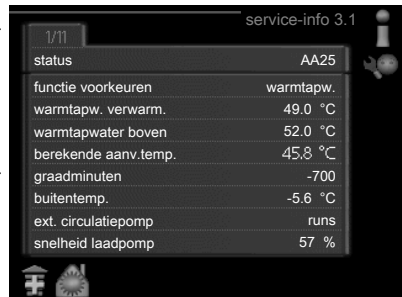 service-info 3.1
1/11
status AA25
functie voorkeuren warmtapw.
warmtapw. verwarm. 49.0 °C
warmtapwater boven 52.0 °C
berekende aanv.temp. 45.8 °C
graadminuten -700
buitentemp. -5.6 °C
ext. circulatiepomp runs
snelheid laadpomp 57 %